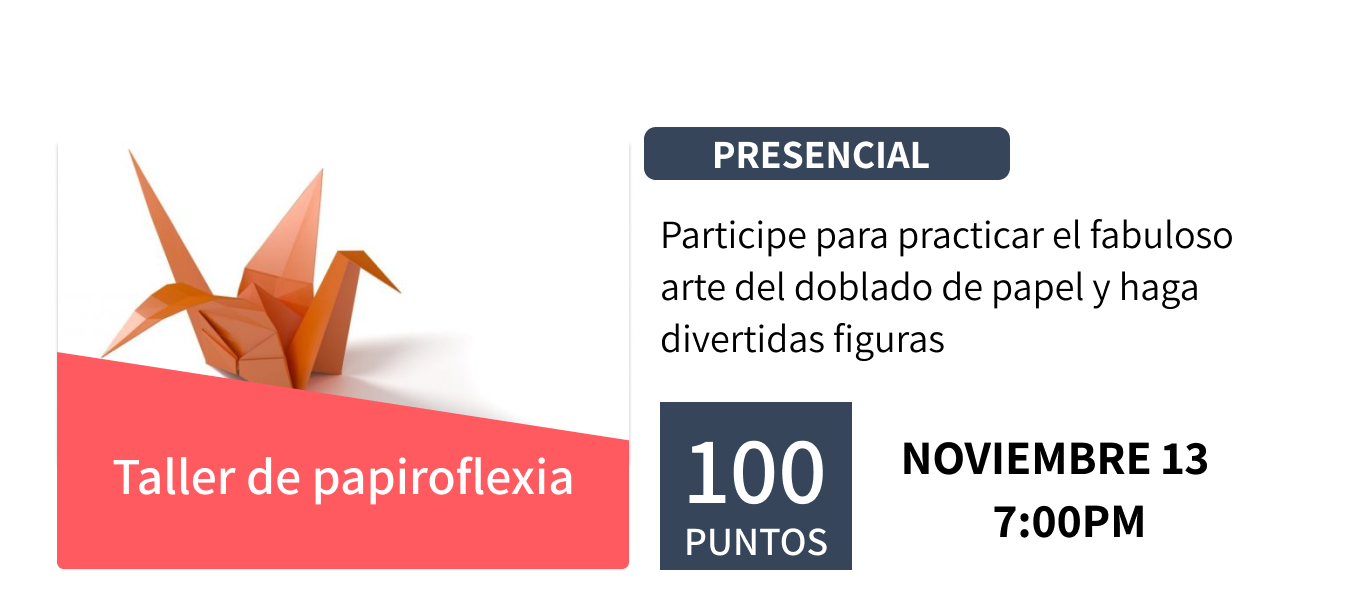 PRESENCIAL
Participe para practicar el fabuloso
arte del doblado de papel y haga
divertidas figuras
Taller de papiroflexia
100
PUNTOS
NOVIEMBRE 13
7:00PM